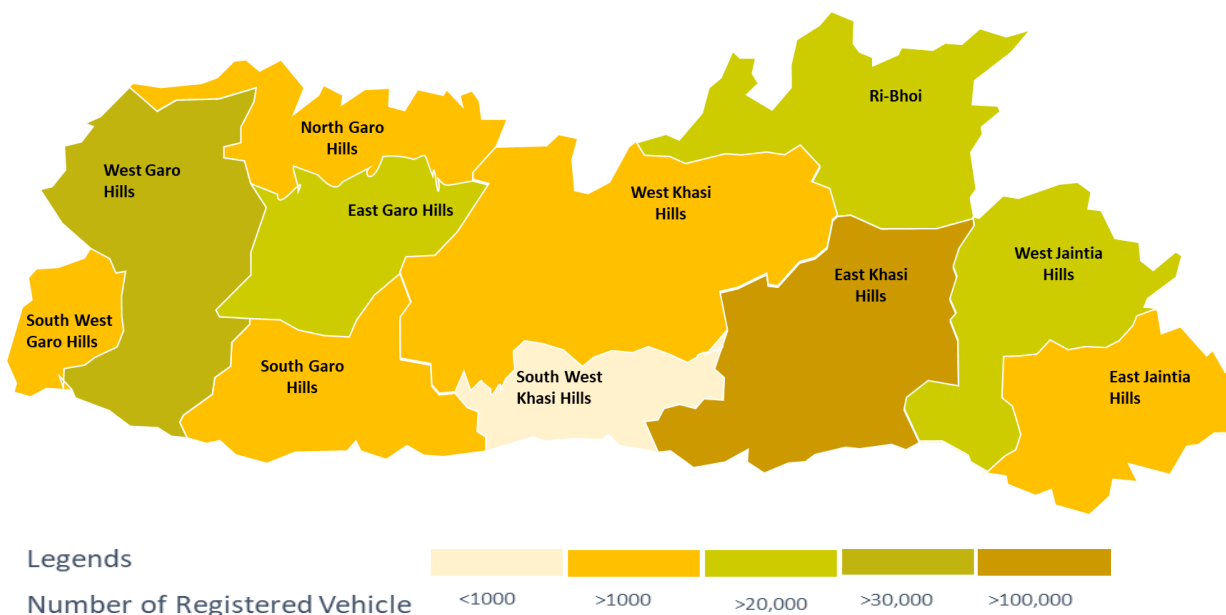 Ri-Bhoi
North Garo
Hills
West Garo
Hills
West Khasi
Hills
East Garo Hills
West Jaintia
Hills
East Khasi
Hills
South West
Garo Hills
South Garo
Hills
South West
Khasi Hills
East Jaintia
Hills
Legends
Number of Registered Vehicle
<1000
>1000
>20,000
>30,000
>100,000